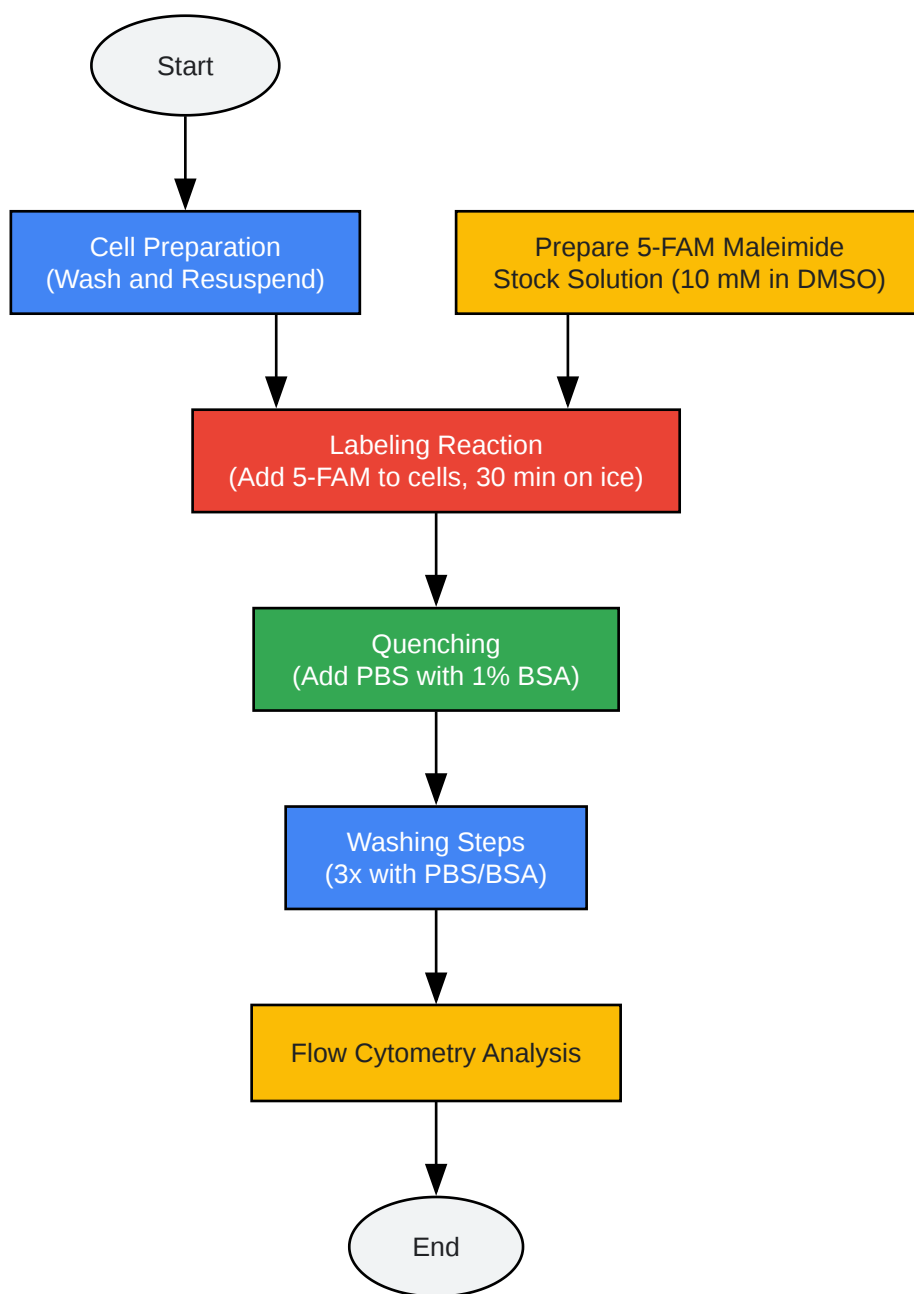 Start
Cell Preparation
(Wash and Resuspend)
Prepare 5-FAM Maleimide
Stock Solution (10 mM in DMSO)
Labeling Reaction
(Add 5-FAM to cells, 30 min on ice)
Quenching
(Add PBS with 1% BSA)
Washing Steps
(3x with PBS/BSA)
Flow Cytometry Analysis
End